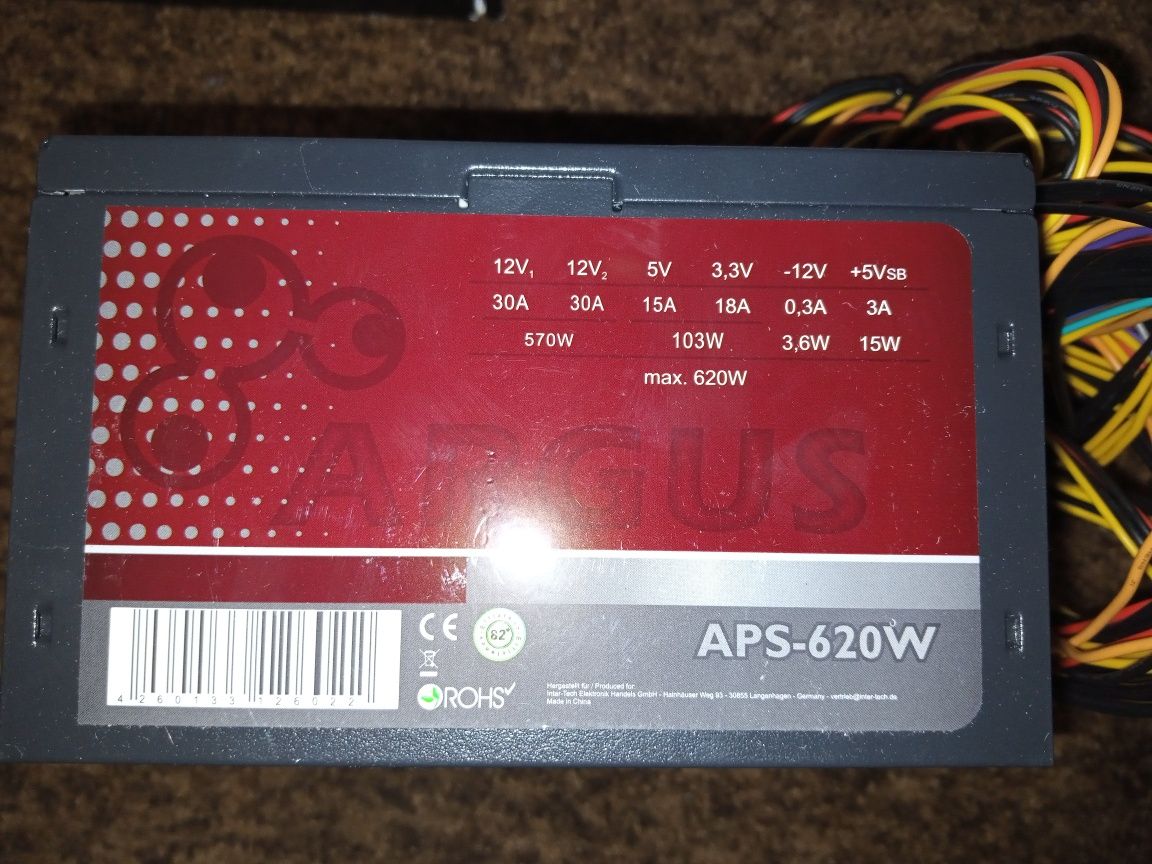 12V1 12V2 5V 3,3V -12V +5VSB
30A 30A 15A 18A 0,3A 3A
570W 103W 3,6W 15W
max. 620W
ARGUS
4260133126022
CE
82+
ROHS
APS-620W
Hergestellt für / Produced for
Inter-Tech Elektronik Handels GmbH - Hainhäuser Weg 93 - 30855 Langenhagen - Germany - vertrieb@inter-tech.de
Made in China